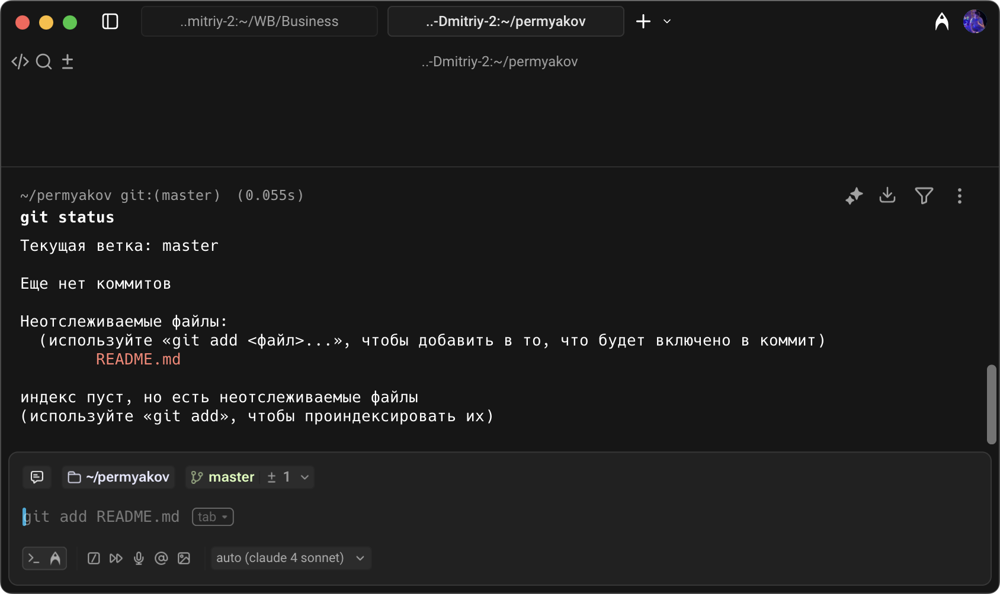 ..mitriy-2:~/WB/Business
..-Dmitriy-2:~/permyakov
..-Dmitriy-2:~/permyakov
~/permyakov git:(master) (0.055s)
git status
Текущая ветка: master
Еще нет коммитов
Неотслеживаемые файлы:
(используйте «git add <файл>...», чтобы добавить в то, что будет включено в коммит)
README.md
индекс пуст, но есть неотслеживаемые файлы
(используйте «git add», чтобы проиндексировать их)
~/permyakov master ± 1
git add README.md tab
auto (claude 4 sonnet)